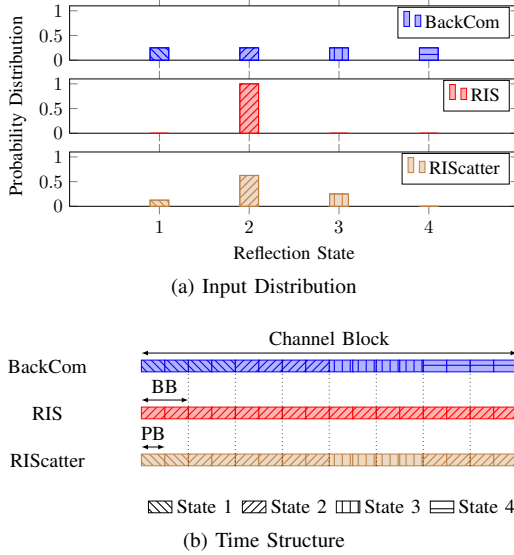 Probability Distribution
1
0.5
0
BackCom
1
0.5
0
RIS
1
0.5
0
RIScatter
1 2 3 4
Reflection State
(a) Input Distribution
Channel Block
BackCom
BB
RIS
PB
RIScatter
State 1 State 2 State 3 State 4
(b) Time Structure